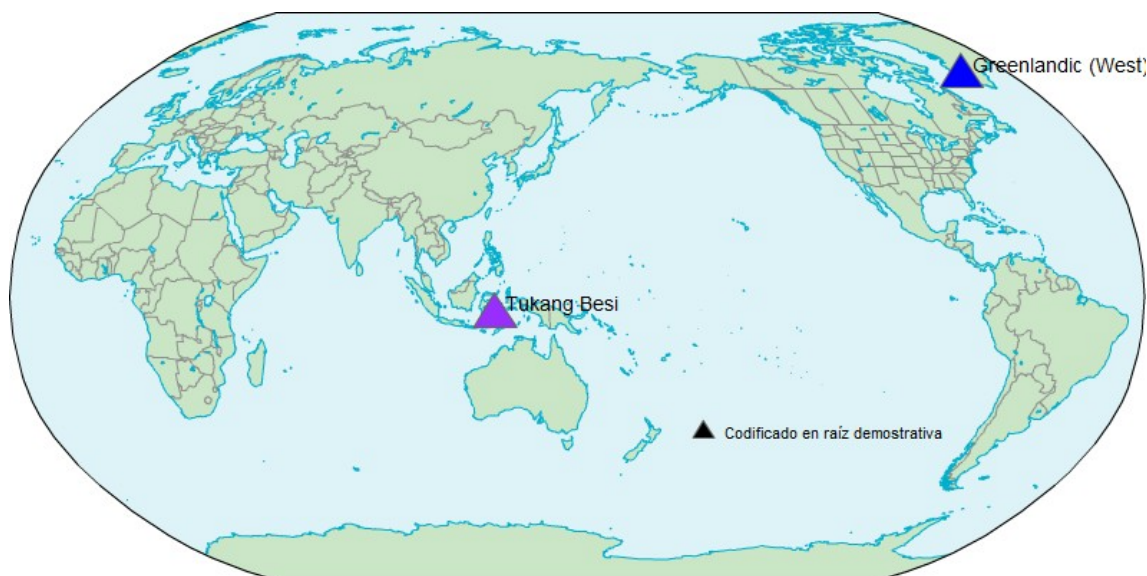 Greenlandic (West)
Tukang Besi
Codificado en raíz demostrativa